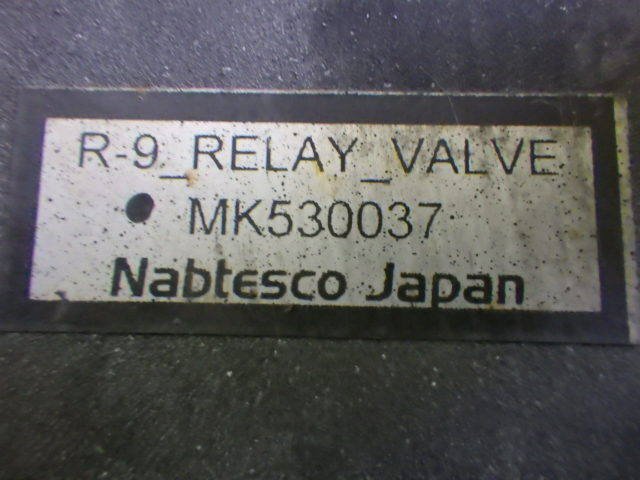 R-9_RELAY_VALVE
MK530037
Nabtesco Japan